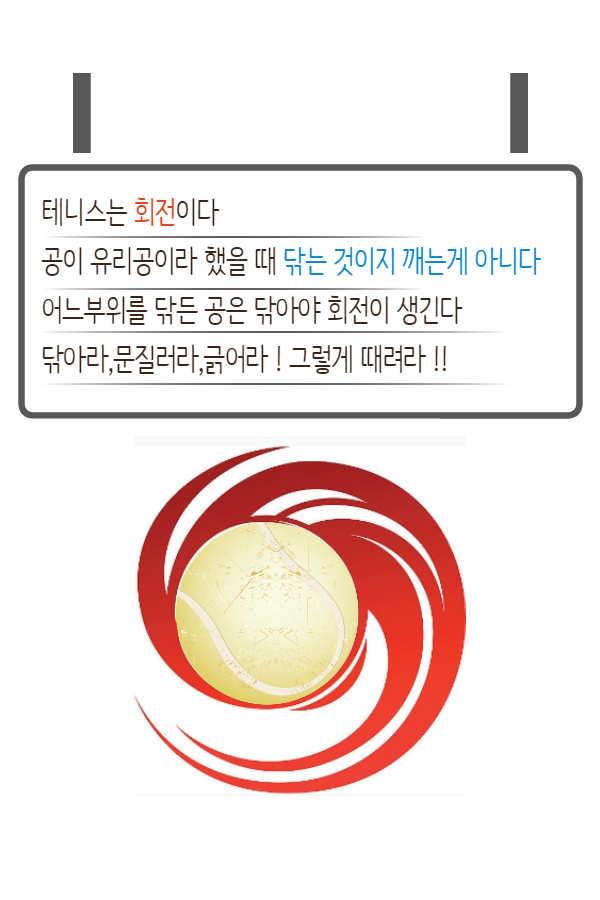 테니스는 회전이다
공이 유리공이라 했을 때 닦는 것이지 깨는게 아니다
어느부위를 닦든 공은 닦아야 회전이 생긴다
닦아라,문질러라,긁어라 ! 그렇게 때려라 !!